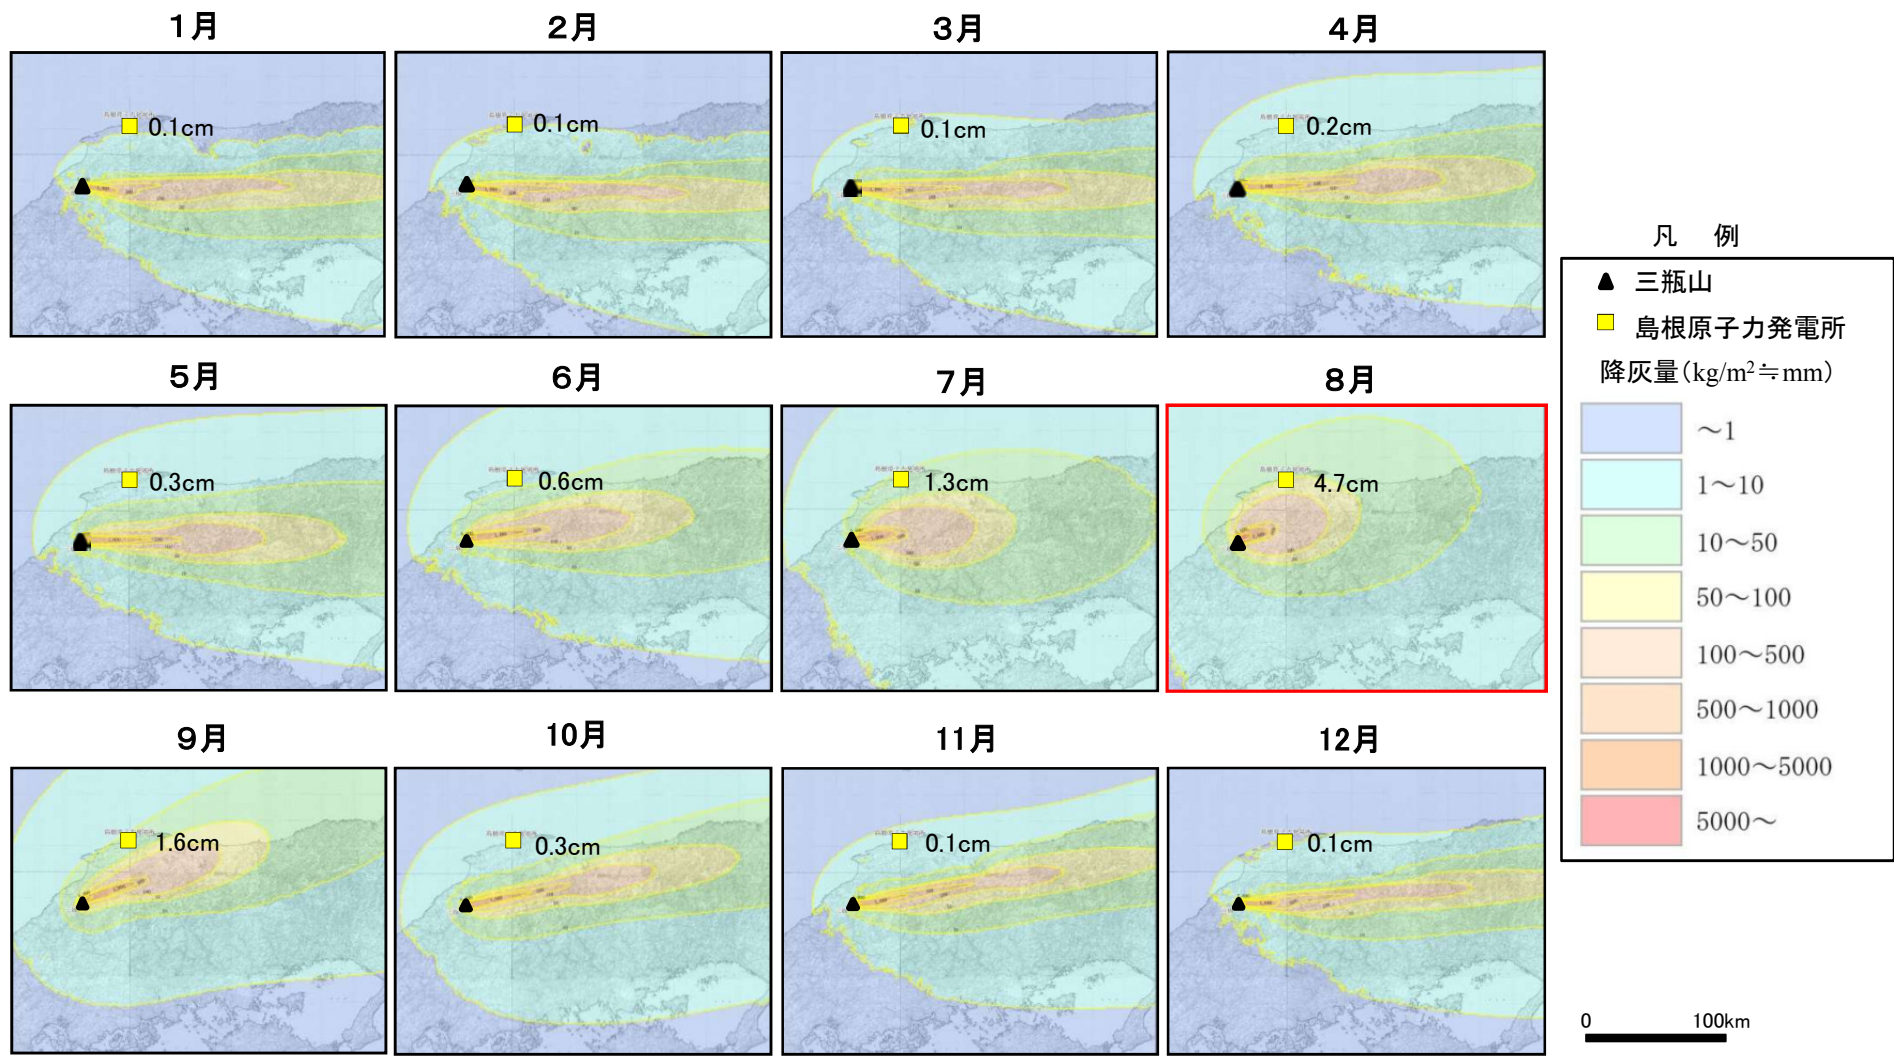 1月
2月
3月
4月
0.1cm
0.1cm
0.1cm
0.2cm
5月
6月
7月
8月
0.3cm
0.6cm
1.3cm
4.7cm
9月
10月
11月
12月
1.6cm
0.3cm
0.1cm
0.1cm
凡 例
三瓶山
島根原子力発電所
降灰量(kg/m²≒mm)
～1
1～10
10～50
50～100
100～500
500～1000
1000～5000
5000～
0 100km